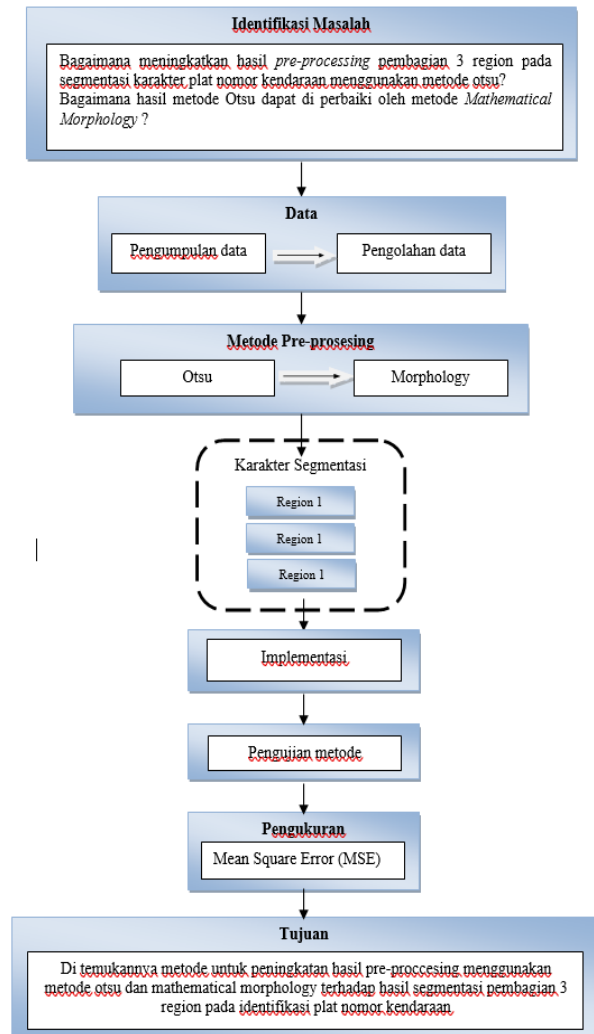 Identifikasi Masalah
Bagaimana meningkatkan hasil pre-processing pembagian 3 region pada
segmentasi karakter plat nomor kendaraan menggunakan metode otsu?
Bagaimana hasil metode Otsu dapat di perbaiki oleh metode Mathematical
Morphology ?
Data
Pengumpulan data
Pengolahan data
Metode Pre-prosesing
Otsu
Morphology
Karakter Segmentasi
Region 1
Region 1
Region 1
Implementasi
Pengujian metode
Pengukuran
Mean Square Error (MSE)
Tujuan
Di temukannya metode untuk peningkatan hasil pre-proccesing menggunakan
metode otsu dan mathematical morphology terhadap hasil segmentasi pembagian 3
region pada identifikasi plat nomor kendaraan